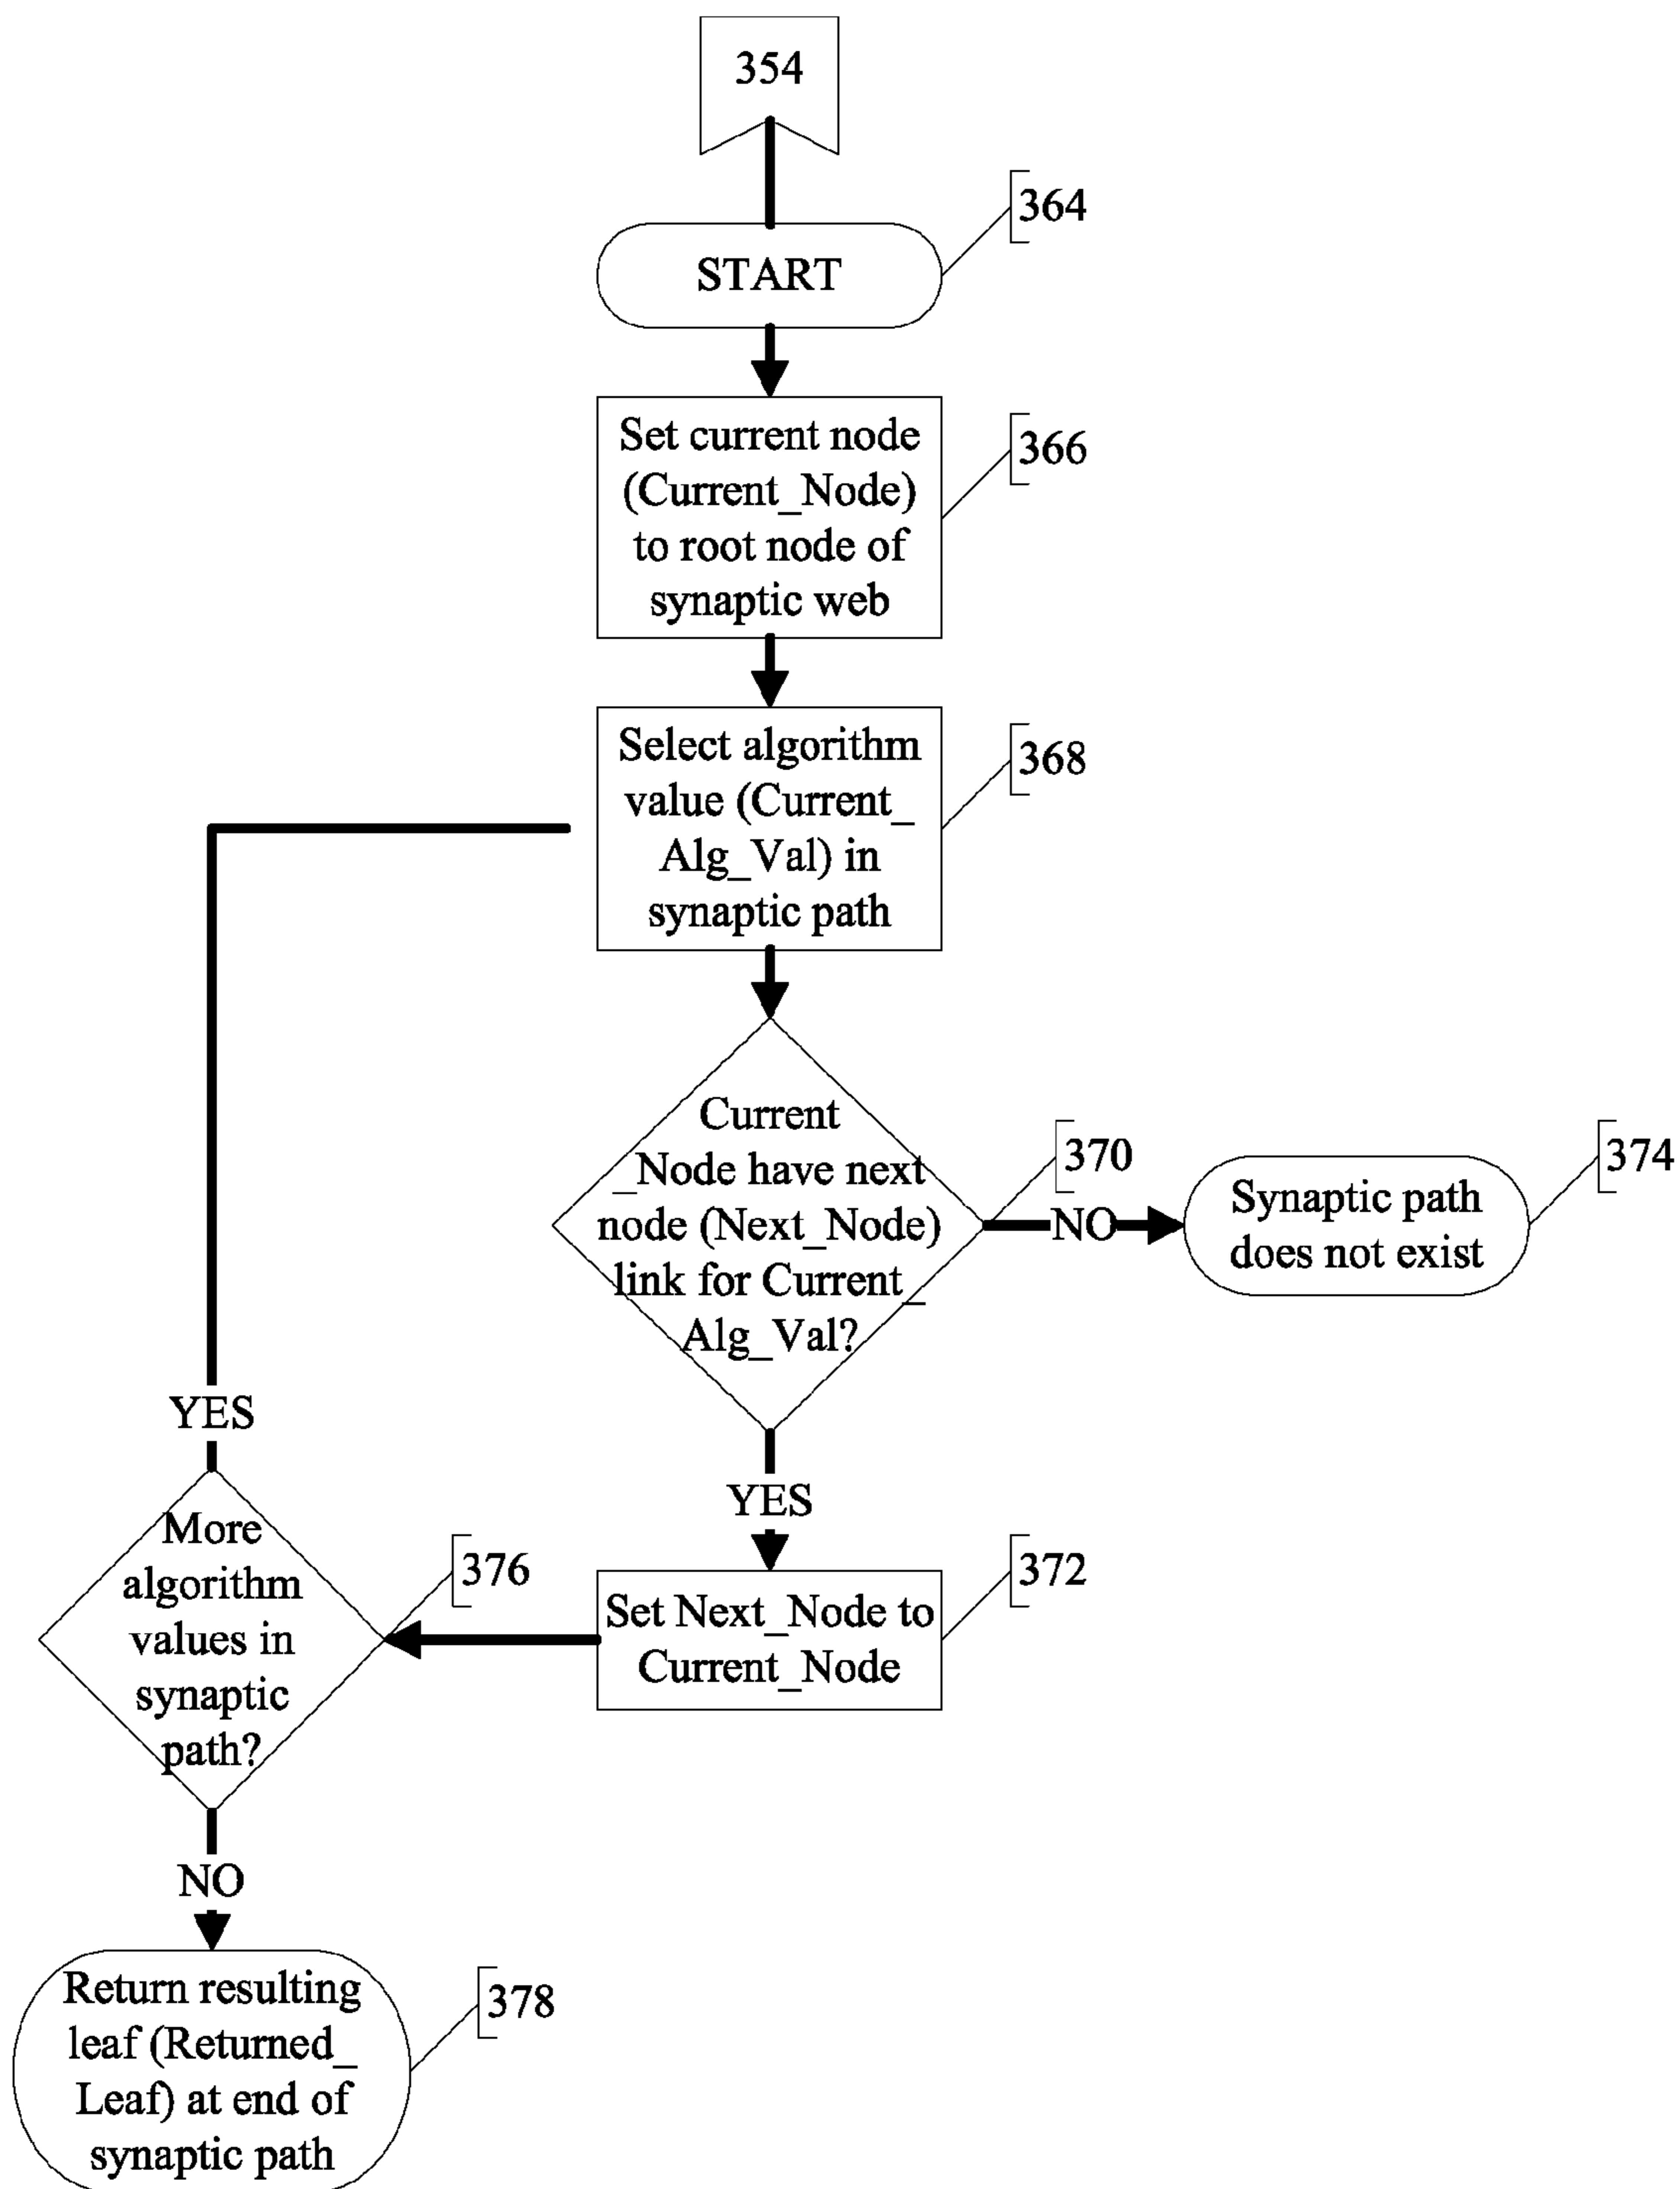 354
364
START
366
Set current node
(Current_Node)
to root node of
synaptic web
368
Select algorithm
value (Current_
Alg_Val) in
synaptic path
370
Current
_Node have next
node (Next_Node)
link for Current_
Alg_Val?
NO
374
Synaptic path
does not exist
YES
372
Set Next_Node to
Current_Node
376
More
algorithm
values in
synaptic
path?
YES
NO
378
Return resulting
leaf (Returned_
Leaf) at end of
synaptic path